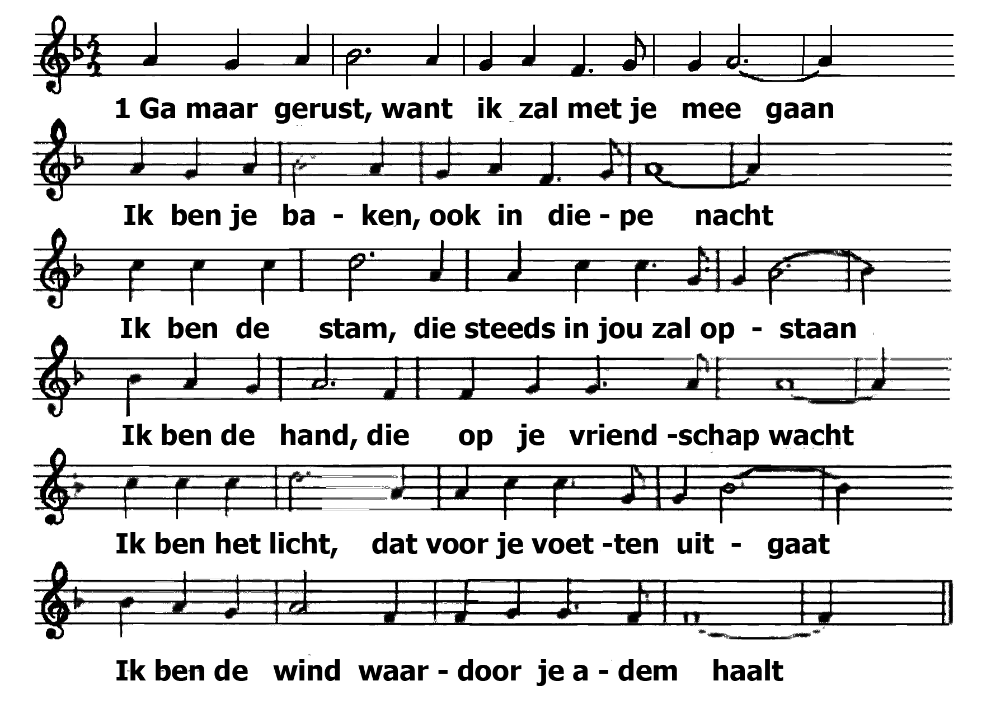 1 Ga maar gerust, want ik zal met je mee gaan
Ik ben je ba - ken, ook in die - pe nacht
Ik ben de stam, die steeds in jou zal op - staan
Ik ben de hand, die op je vriend -schap wacht
Ik ben het licht, dat voor je voet -ten uit - gaat
Ik ben de wind waar - door je a - dem haalt